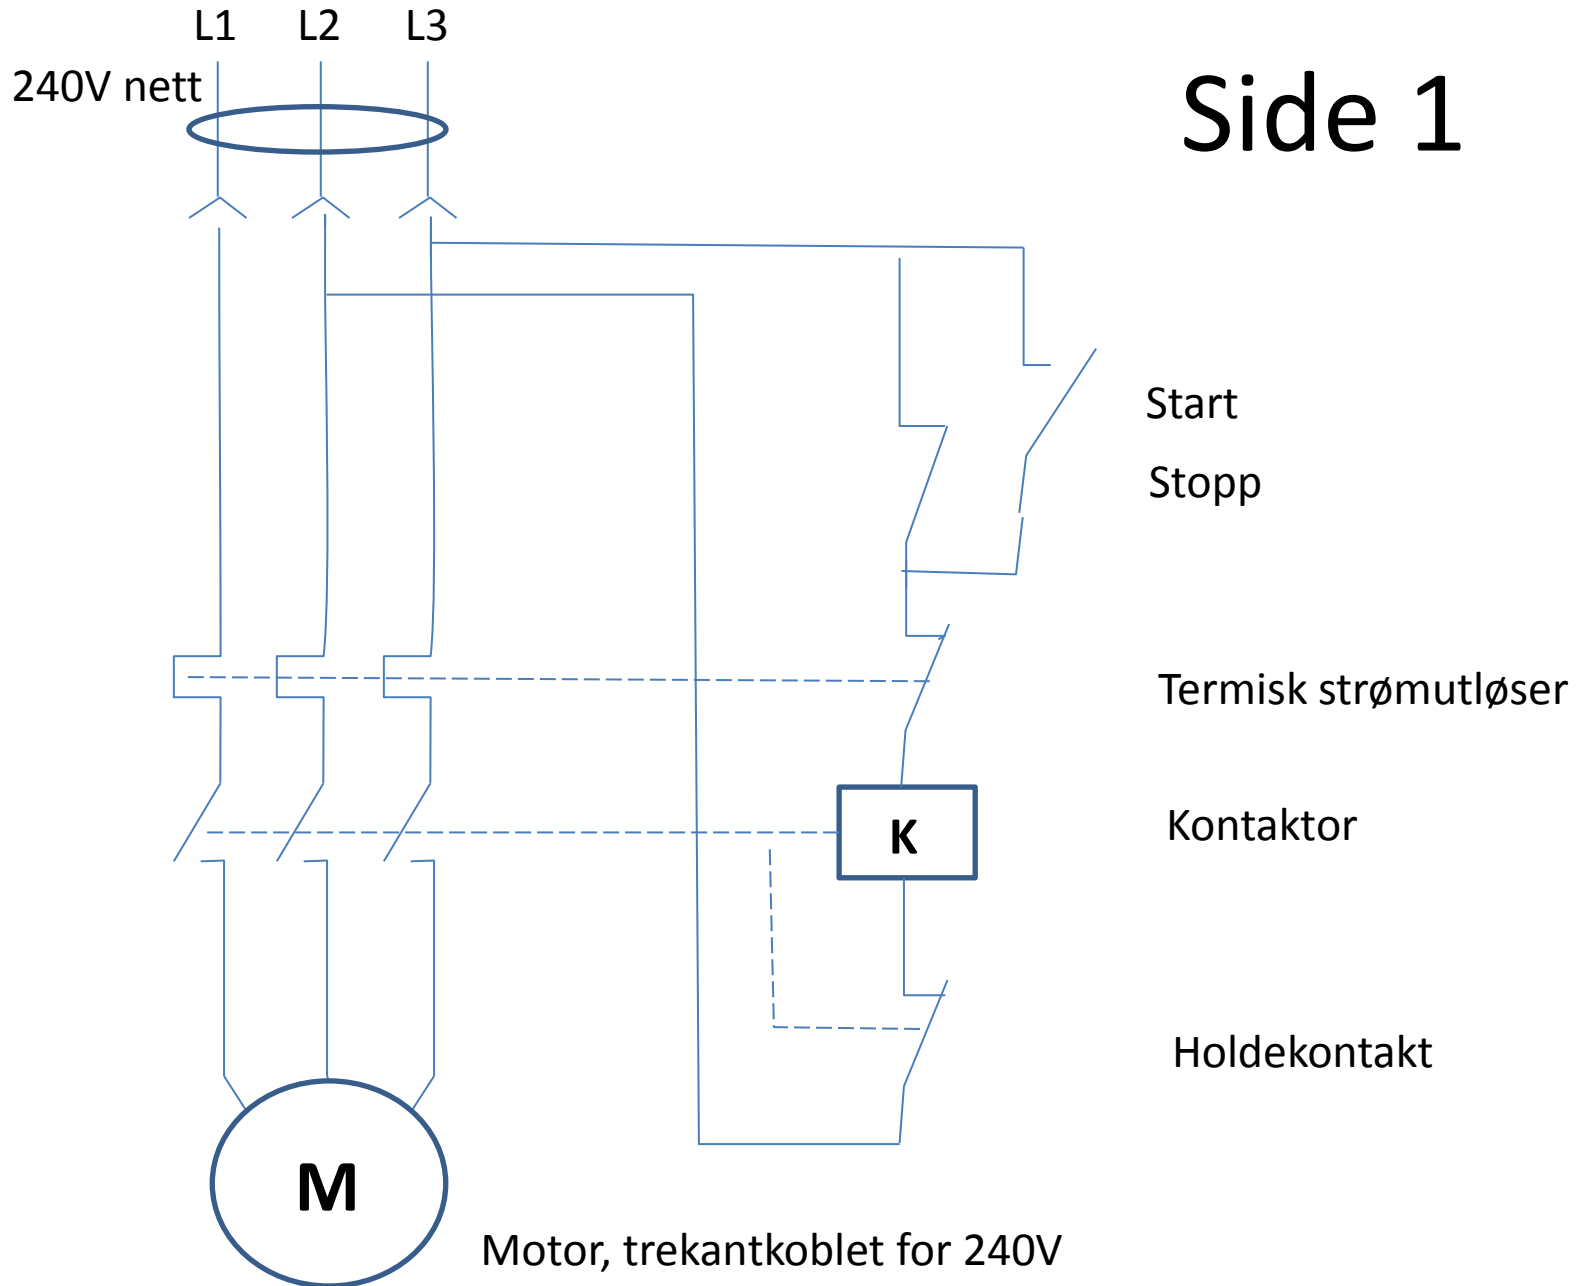 L1 L2 L3
240V nett
Side 1
Start
Stopp
Termisk strømutløser
K
Kontaktor
Holdekontakt
M
Motor, trekantkoblet for 240V